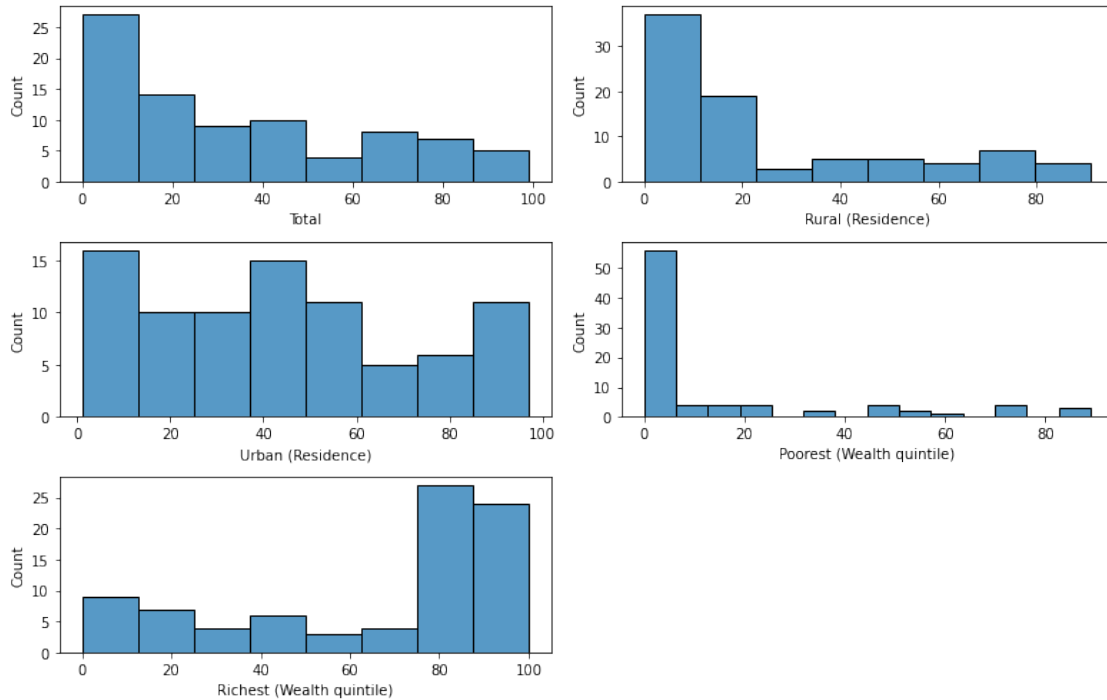 Count
25
20
15
10
5
0
0 20 40 60 80 100
Total
Count
30
20
10
0
0 20 40 60 80
Rural (Residence)
Count
15
10
5
0
0 20 40 60 80 100
Urban (Residence)
Count
50
40
30
20
10
0
0 20 40 60 80
Poorest (Wealth quintile)
Count
25
20
15
10
5
0
0 20 40 60 80 100
Richest (Wealth quintile)